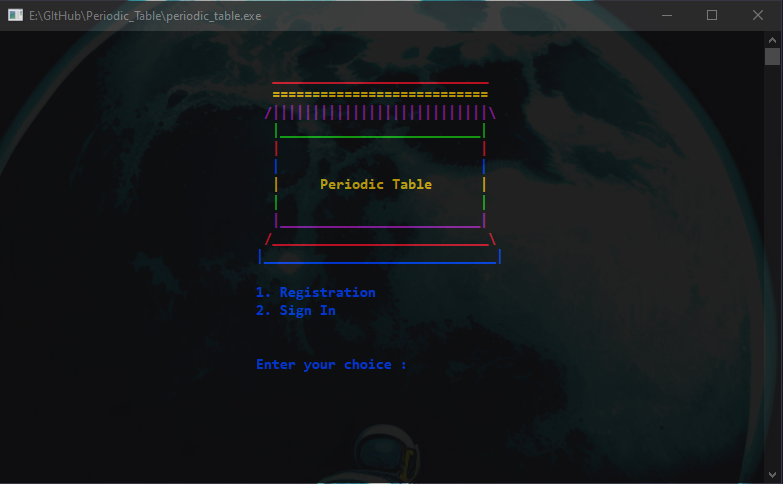 E:\GItHub\Periodic_Table\periodic_table.exe
Periodic Table
1. Registration
2. Sign In
Enter your choice :